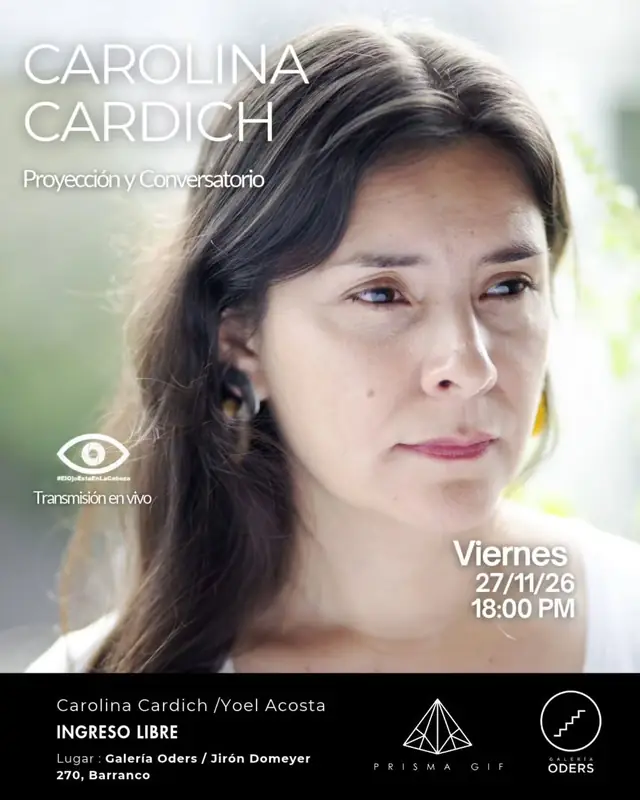 CAROLINA
CARDICH
Proyección y Conversatorio
#ElOjoEstaEnLaCabeza
Transmisión en vivo
Viernes
27/11/26
18:00 PM
Carolina Cardich /Yoel Acosta
INGRESO LIBRE
Lugar : Galería Oders / Jirón Domeyer
270, Barranco
PRISMA GIF
GALERÍA
ODERS